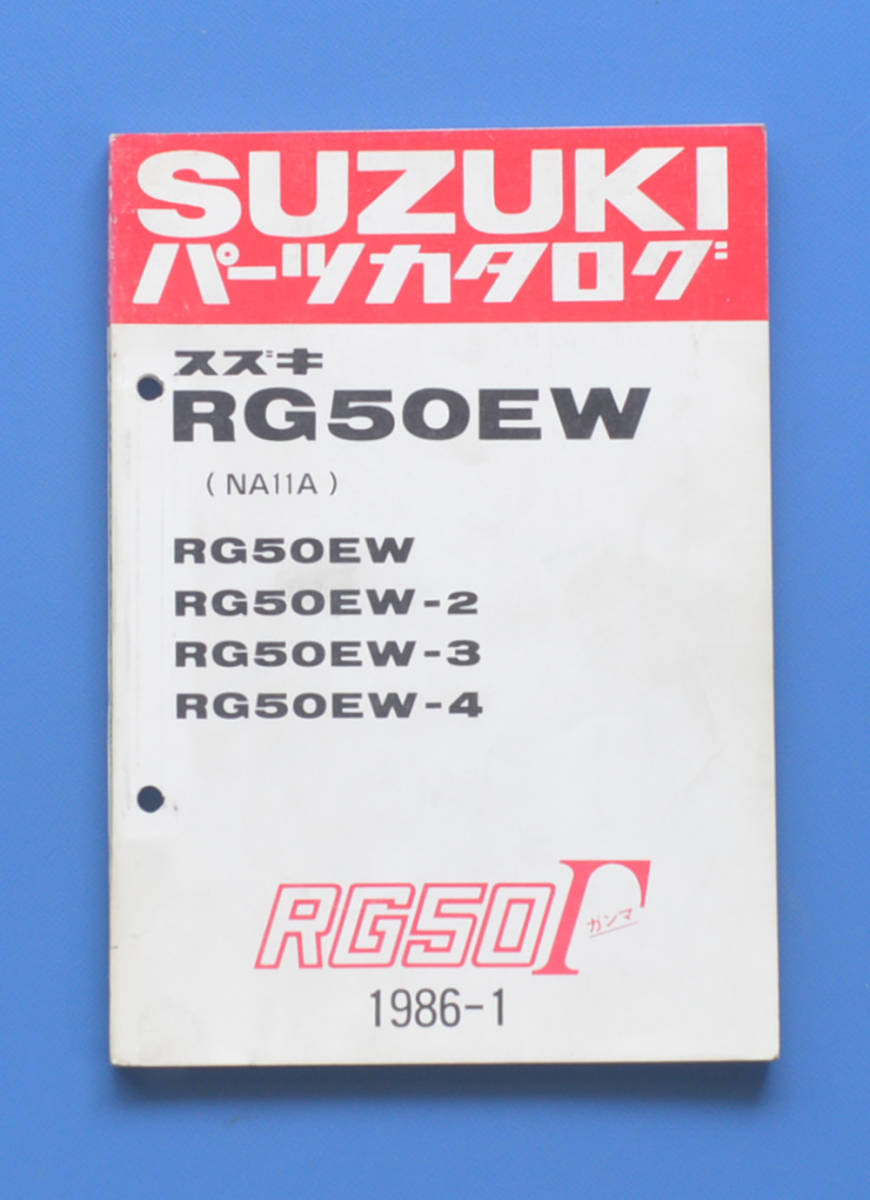 SUZUKI
パーツカタログ
スズキ
RG50EW
( NA11A )
RG50EW
RG50EW-2
RG50EW-3
RG50EW-4
RG50Γ
ガンマ
1986-1